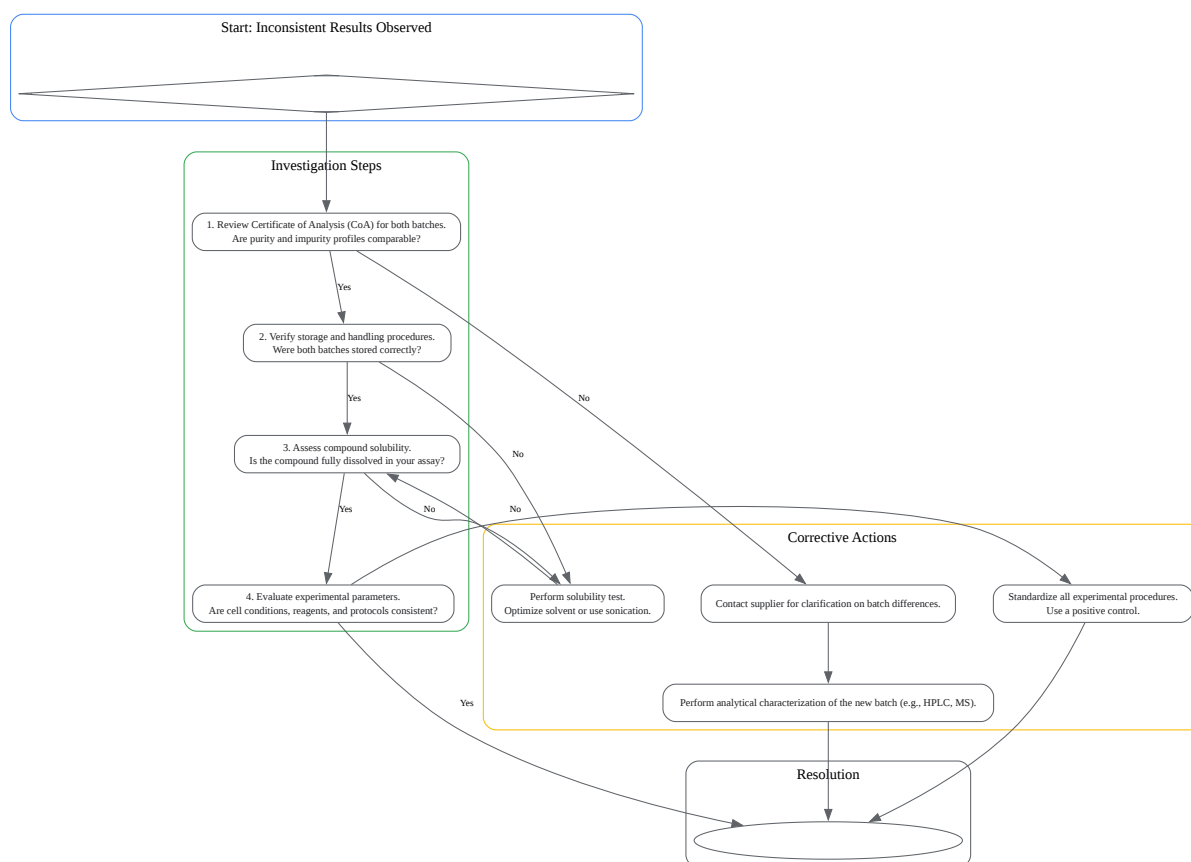 Start: Inconsistent Results Observed
Investigation Steps
1. Review Certificate of Analysis (CoA) for both batches.
Are purity and impurity profiles comparable?
Yes
2. Verify storage and handling procedures.
Were both batches stored correctly?
Yes
No
No
3. Assess compound solubility.
Is the compound fully dissolved in your assay?
Yes
No
No
Corrective Actions
4. Evaluate experimental parameters.
Are cell conditions, reagents, and protocols consistent?
Perform solubility test.
Optimize solvent or use sonication.
Contact supplier for clarification on batch differences.
Standardize all experimental procedures.
Use a positive control.
Yes
Perform analytical characterization of the new batch (e.g., HPLC, MS).
Resolution